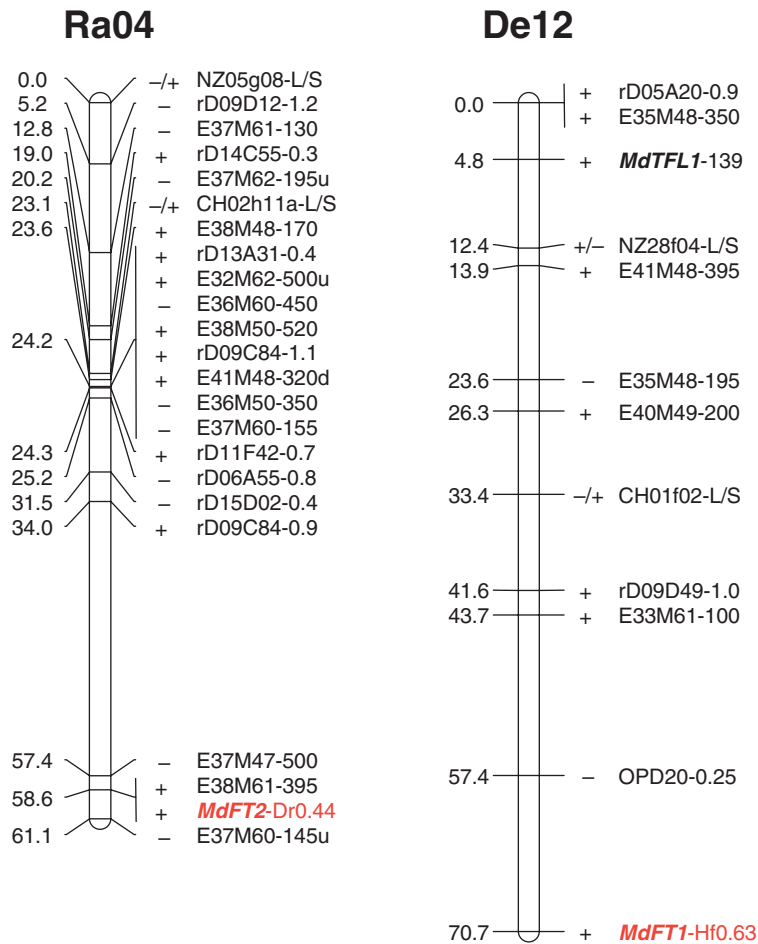 Ra04
0.0 –/+ NZ05g08-L/S
5.2 – rD09D12-1.2
12.8 – E37M61-130
19.0 + rD14C55-0.3
20.2 – E37M62-195u
23.1 –/+ CH02h11a-L/S
23.6 + E38M48-170
+ rD13A31-0.4
+ E32M62-500u
– E36M60-450
+ E38M50-520
24.2 + rD09C84-1.1
+ E41M48-320d
– E36M50-350
– E37M60-155
24.3 + rD11F42-0.7
25.2 – rD06A55-0.8
31.5 – rD15D02-0.4
34.0 + rD09C84-0.9
57.4 – E37M47-500
58.6 + E38M61-395
+ MdFT2-Dr0.44
61.1 – E37M60-145u
De12
0.0 + rD05A20-0.9
+ E35M48-350
4.8 + MdTFL1-139
12.4 +/– NZ28f04-L/S
13.9 + E41M48-395
23.6 – E35M48-195
26.3 + E40M49-200
33.4 –/+ CH01f02-L/S
41.6 + rD09D49-1.0
43.7 + E33M61-100
57.4 – OPD20-0.25
70.7 + MdFT1-Hf0.63